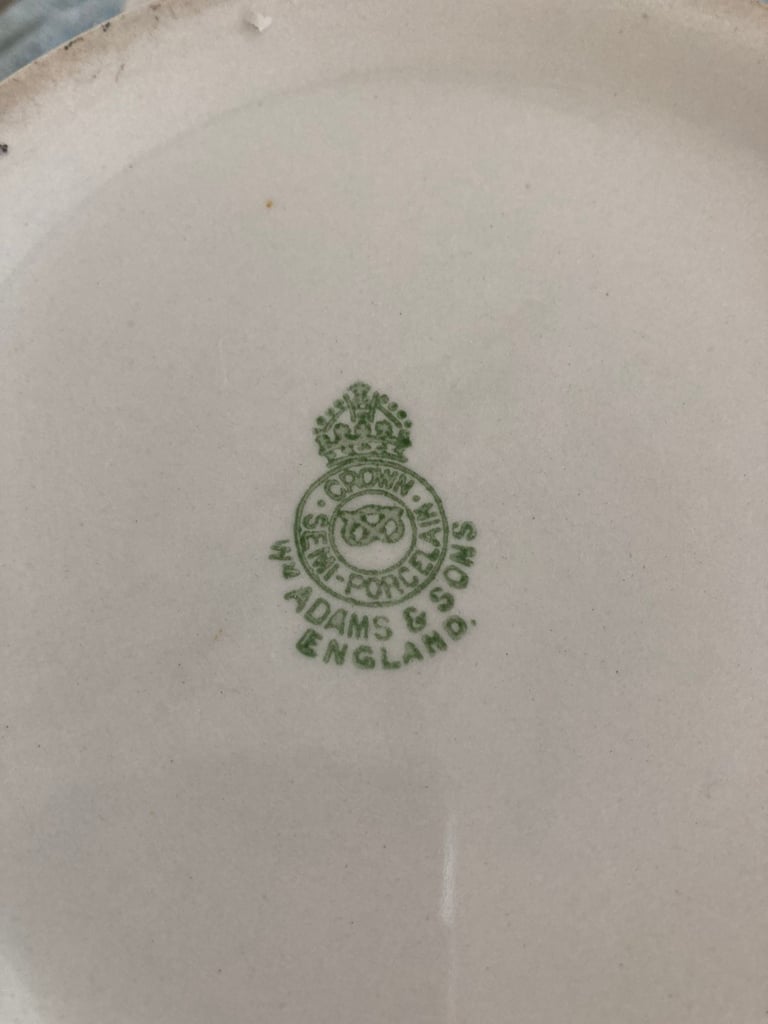 CROWN
SEMI-PORCELAIN
WM ADAMS & SONS
ENGLAND.